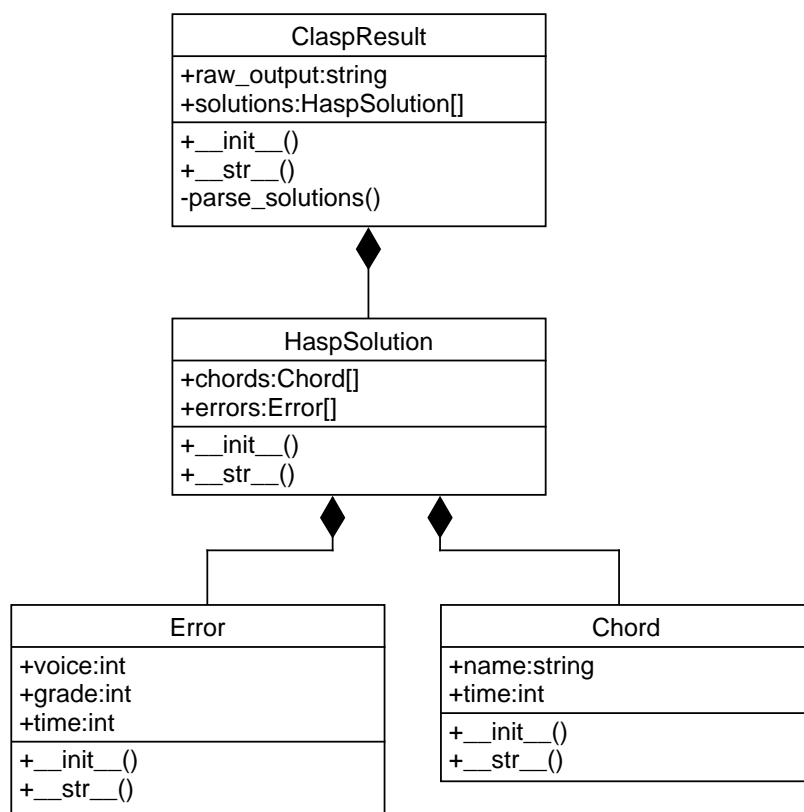 ClaspResult
+raw_output:string
+solutions:HaspSolution[]
+__init__()
+__str__()
-parse_solutions()
HaspSolution
+chords:Chord[]
+errors:Error[]
+__init__()
+__str__()
Error
+voice:int
+grade:int
+time:int
+__init__()
+__str__()
Chord
+name:string
+time:int
+__init__()
+__str__()